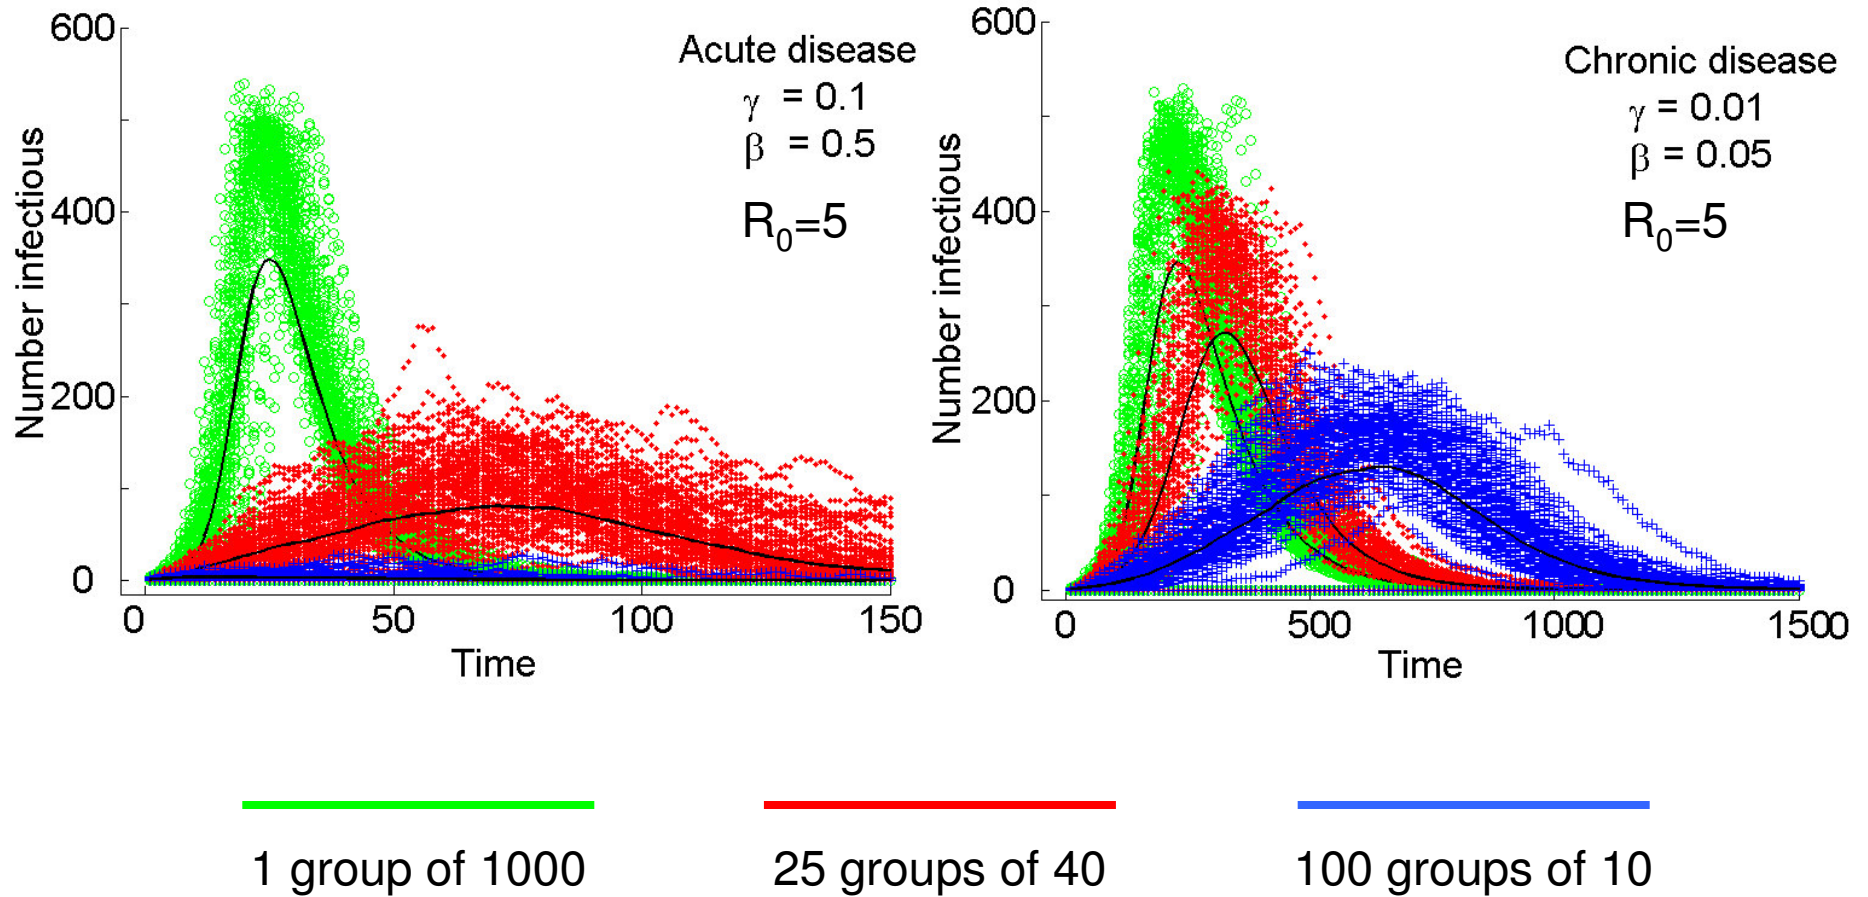 600
400
200
0
Number infectious
Acute disease
γ = 0.1
β = 0.5
R₀=5
0 50 100 150
Time
600
400
200
0
Number infectious
Chronic disease
γ = 0.01
β = 0.05
R₀=5
0 500 1000 1500
Time
1 group of 1000
25 groups of 40
100 groups of 10